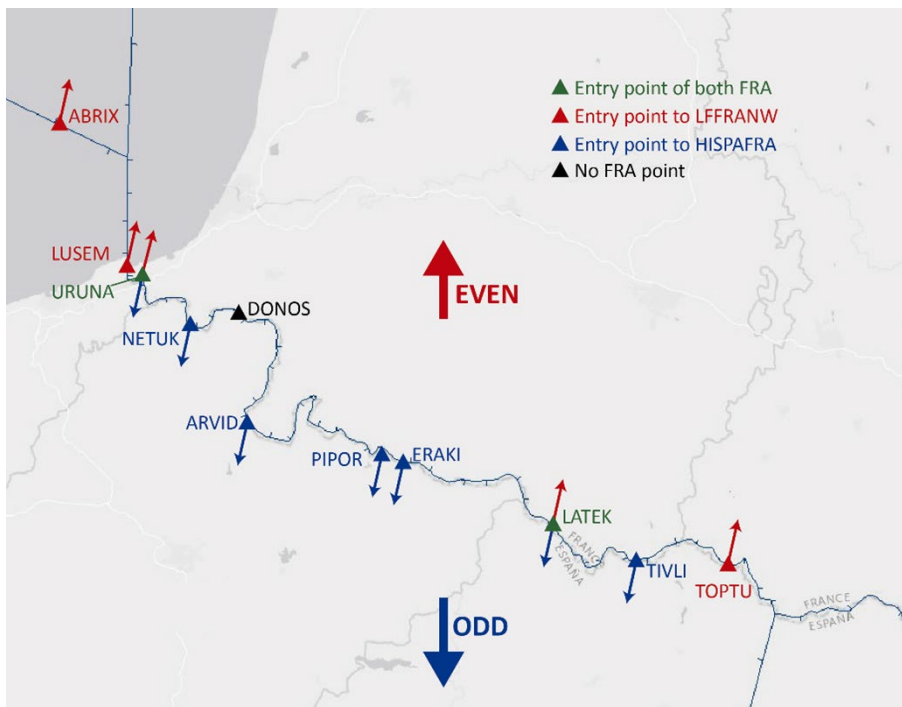 ABRIX
Entry point of both FRA
Entry point to LFFRANW
Entry point to HISPAFRA
No FRA point
LUSEM
EVEN
URUNA
DONOS
NETUK
ARVID
PIPOR
ERAKI
LATEK
FRANCE
ESPAÑA
TIVLI
TOPTU
FRANCE
ESPAÑA
ODD